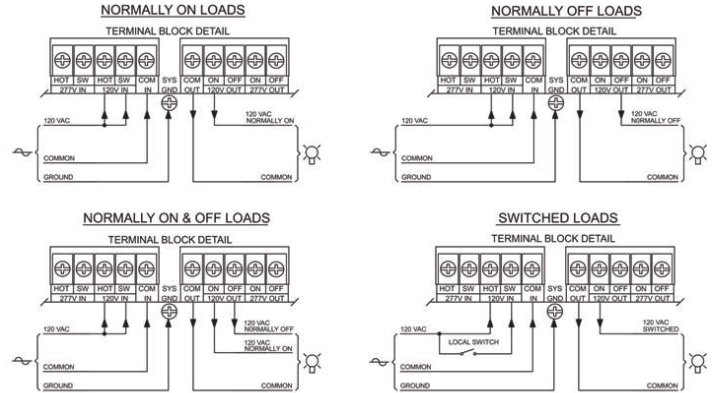 NORMALLY ON LOADS
TERMINAL BLOCK DETAIL
HOT SW HOT SW COM SYS COM ON OFF ON OFF
277V IN 120V IN IN GND OUT 120V OUT 277V OUT
120 VAC
120 VAC
NORMALLY ON
COMMON
GROUND
COMMON
NORMALLY OFF LOADS
TERMINAL BLOCK DETAIL
HOT SW HOT SW COM SYS COM ON OFF ON OFF
277V IN 120V IN IN GND OUT 120V OUT 277V OUT
120 VAC
120 VAC
N0RMALLY OFF
COMMON
GROUND
COMMON
NORMALLY ON & OFF LOADS
TERMINAL BLOCK DETAIL
HOT SW HOT SW COM SYS COM ON OFF ON OFF
277V IN 120V IN IN GND OUT 120V OUT 277V OUT
120 VAC
120 VAC
N0RMALLY OFF
120 VAC
NORMALLY ON
COMMON
GROUND
COMMON
SWITCHED LOADS
TERMINAL BLOCK DETAIL
HOT SW HOT SW COM SYS COM ON OFF ON OFF
277V IN 120V IN IN GND OUT 120V OUT 277V OUT
120 VAC
120 VAC
SWITCHED
LOCAL SWITCH
COMMON
GROUND
COMMON